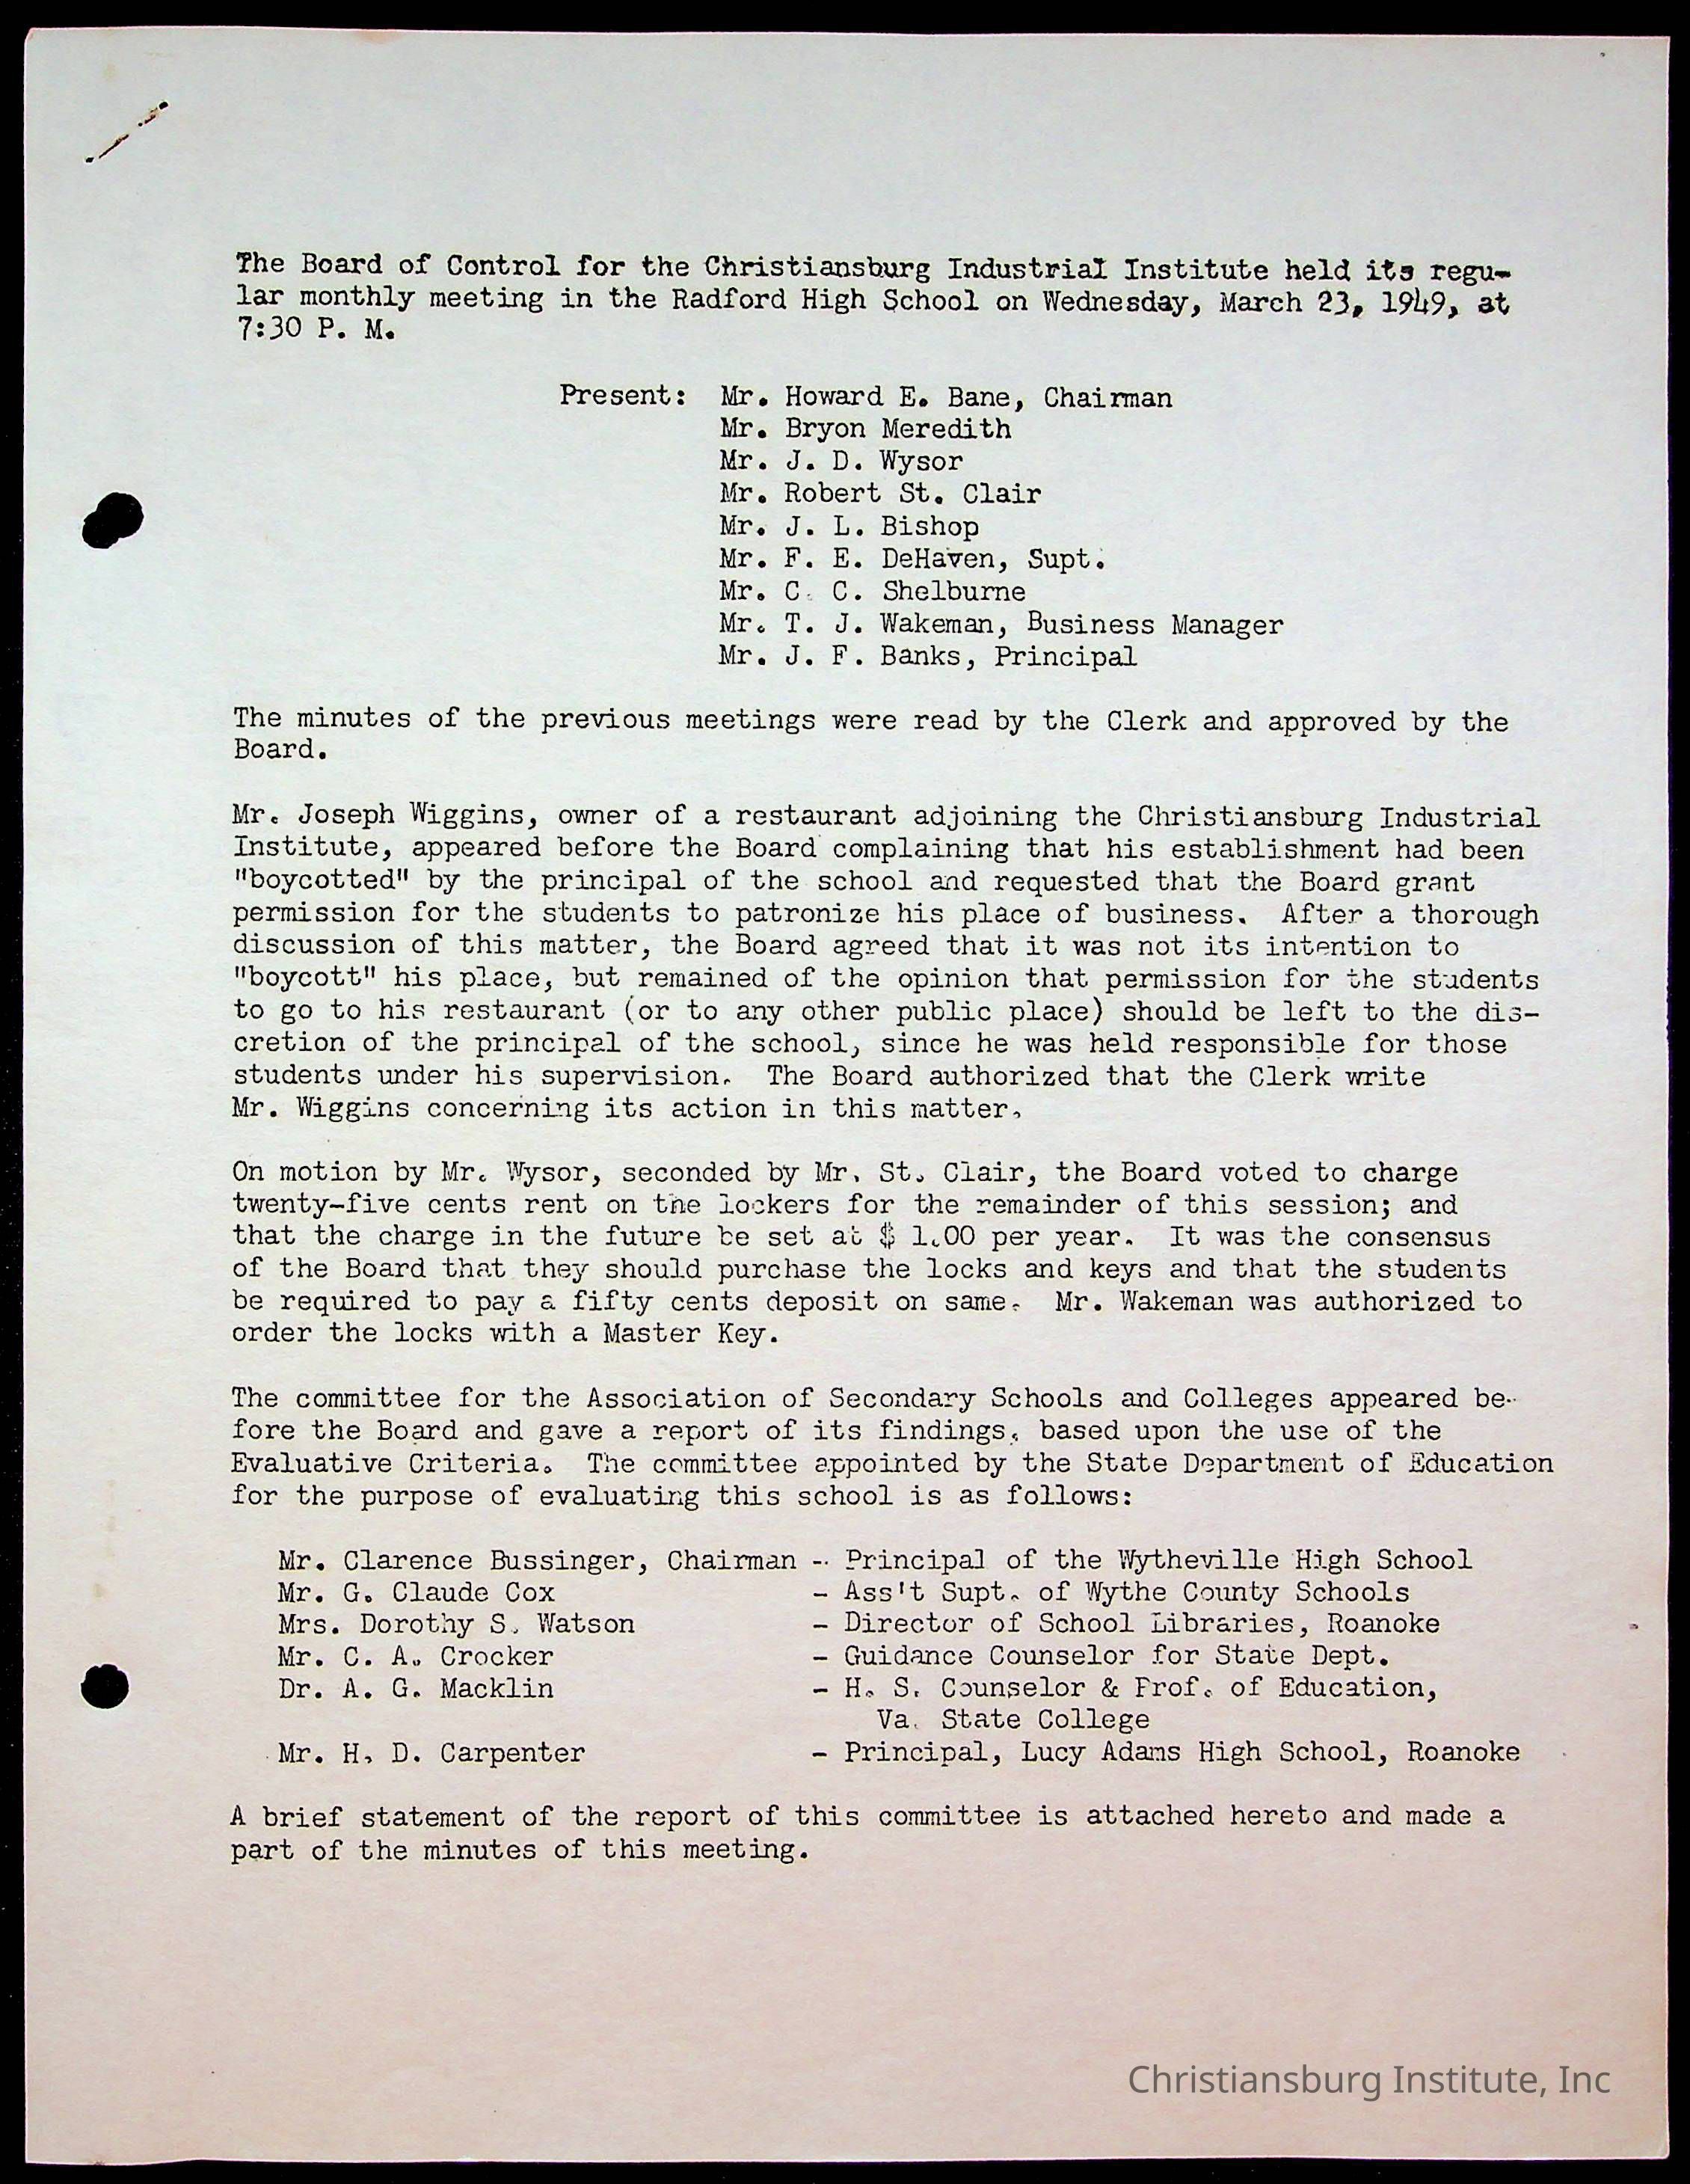 The Board of Control for the Christiansburg Industrial Institute held its regu-
lar monthly meeting in the Radford High School on Wednesday, March 23, 1949, at
7:30 P. M.
Present: Mr. Howard E. Bane, Chairman
Mr. Bryon Meredith
Mr. J. D. Wysor
Mr. Robert St. Clair
Mr. J. L. Bishop
Mr. F. E. DeHaven, Supt.
Mr. C. C. Shelburne
Mr. T. J. Wakeman, Business Manager
Mr. J. F. Banks, Principal
The minutes of the previous meetings were read by the Clerk and approved by the
Board.
Mr. Joseph Wiggins, owner of a restaurant adjoining the Christiansburg Industrial
Institute, appeared before the Board complaining that his establishment had been
"boycotted" by the principal of the school and requested that the Board grant
permission for the students to patronize his place of business. After a thorough
discussion of this matter, the Board agreed that it was not its intention to
"boycott" his place, but remained of the opinion that permission for the students
to go to his restaurant (or to any other public place) should be left to the dis-
cretion of the principal of the school, since he was held responsible for those
students under his supervision. The Board authorized that the Clerk write
Mr. Wiggins concerning its action in this matter.
On motion by Mr. Wysor, seconded by Mr. St. Clair, the Board voted to charge
twenty-five cents rent on the lockers for the remainder of this session; and
that the charge in the future be set at $ 1.00 per year. It was the consensus
of the Board that they should purchase the locks and keys and that the students
be required to pay a fifty cents deposit on same. Mr. Wakeman was authorized to
order the locks with a Master Key.
The committee for the Association of Secondary Schools and Colleges appeared be-
fore the Board and gave a report of its findings, based upon the use of the
Evaluative Criteria. The committee appointed by the State Department of Education
for the purpose of evaluating this school is as follows:
Mr. Clarence Bussinger, Chairman - Principal of the Wytheville High School
Mr. G. Claude Cox - Ass't Supt. of Wythe County Schools
Mrs. Dorothy S. Watson - Director of School Libraries, Roanoke
Mr. C. A. Crocker - Guidance Counselor for State Dept.
Dr. A. G. Macklin - H. S. Counselor & Prof. of Education,
Va. State College
Mr. H. D. Carpenter - Principal, Lucy Adams High School, Roanoke
A brief statement of the report of this committee is attached hereto and made a
part of the minutes of this meeting.
Christiansburg Institute, Inc